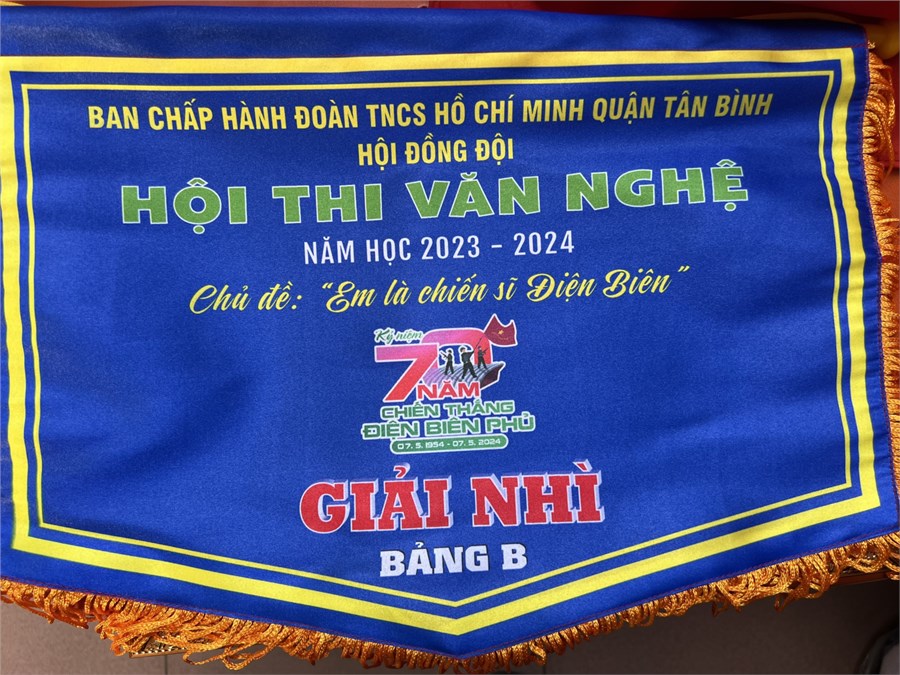 BAN CHẤP HÀNH ĐOÀN TNCS HỒ CHÍ MINH QUẬN TÂN BÌNH
HỘI ĐỒNG ĐỘI
HỘI THI VĂN NGHỆ
NĂM HỌC 2023 - 2024
Chủ đề: "Em là chiến sĩ Điện Biên"
Kỷ niệm
70
NĂM
CHIẾN THẮNG
ĐIỆN BIÊN PHỦ
07.5.1954 - 07.5.2024
GIẢI NHÌ
BẢNG B